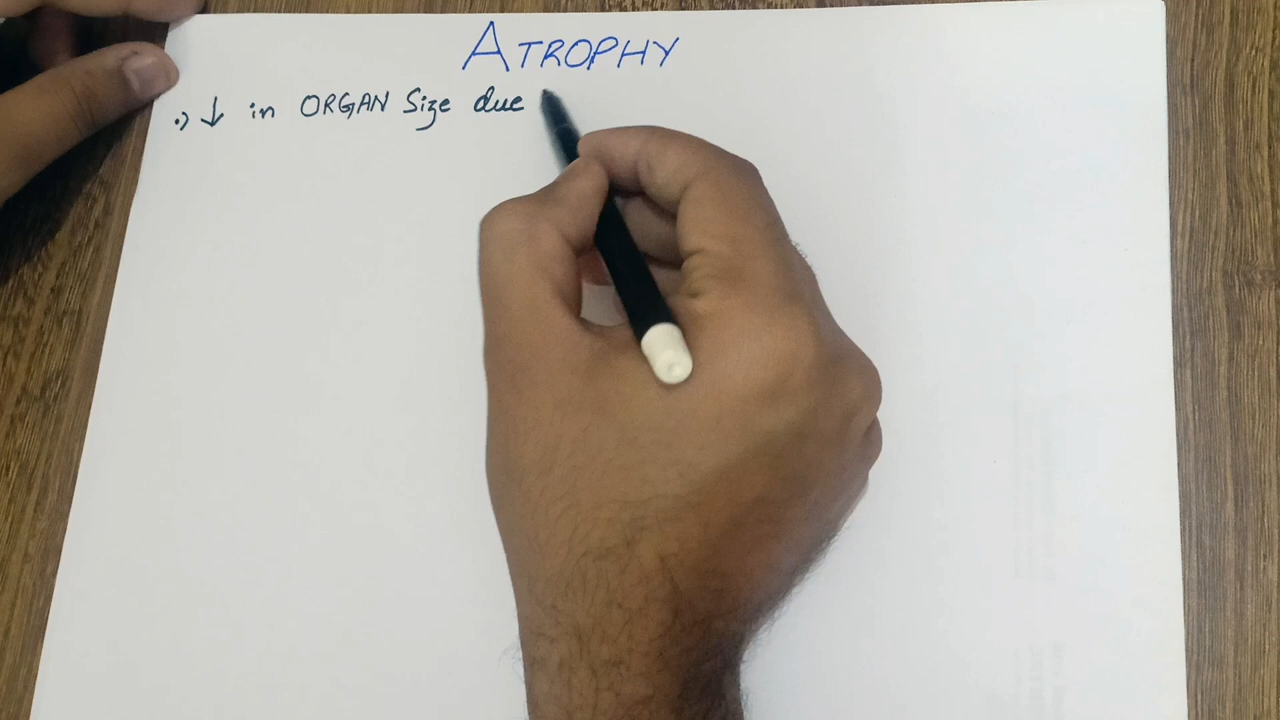 ATROPHY
•) ↓ in ORGAN Size due